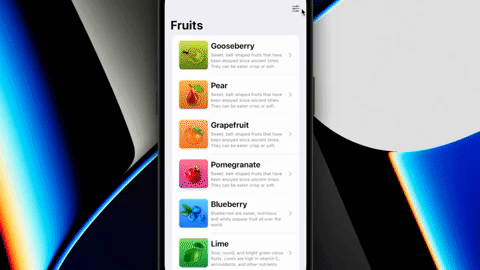 Fruits
Gooseberry
Sweet, bell-shaped fruits that have
been enjoyed since ancient times.
They can be eaten crisp or soft.
Pear
Sweet, bell-shaped fruits that have
been enjoyed since ancient times.
They can be eaten crisp or soft.
Grapefruit
Sweet, bell-shaped fruits that have
been enjoyed since ancient times.
They can be eaten crisp or soft.
Pomegranate
Sweet, bell-shaped fruits that have
been enjoyed since ancient times.
They can be eaten crisp or soft.
Blueberry
Blueberries are sweet, nutritious
and wildly popular fruit all over the
world.
Lime
Sour, round, and bright green citrus
fruits. Limes are high in vitamin C,
antioxidants, and other nutrients.